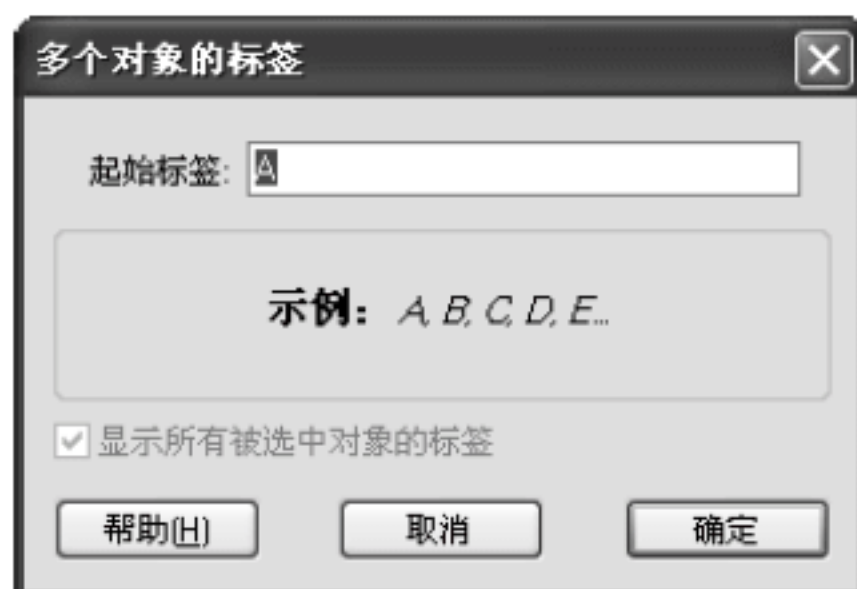 多个对象的标签
起始标签: A
示例：A, B, C, D, E...
显示所有被选中对象的标签
帮助(H) 取消 确定